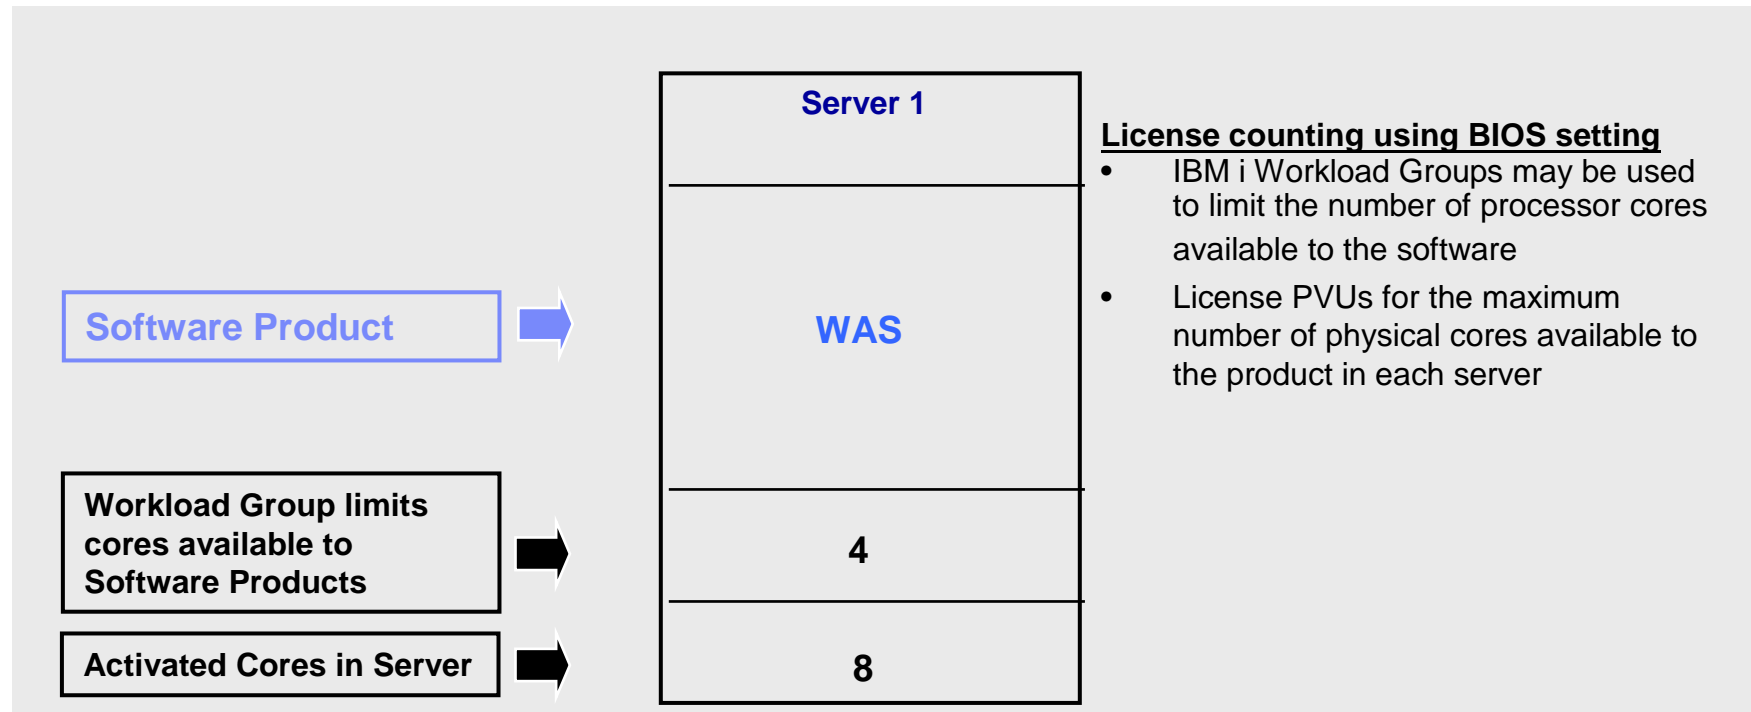 Server 1
License counting using BIOS setting
• IBM i Workload Groups may be used
to limit the number of processor cores
available to the software
• License PVUs for the maximum
number of physical cores available to
the product in each server
Software Product
WAS
Workload Group limits
cores available to
Software Products
4
Activated Cores in Server
8